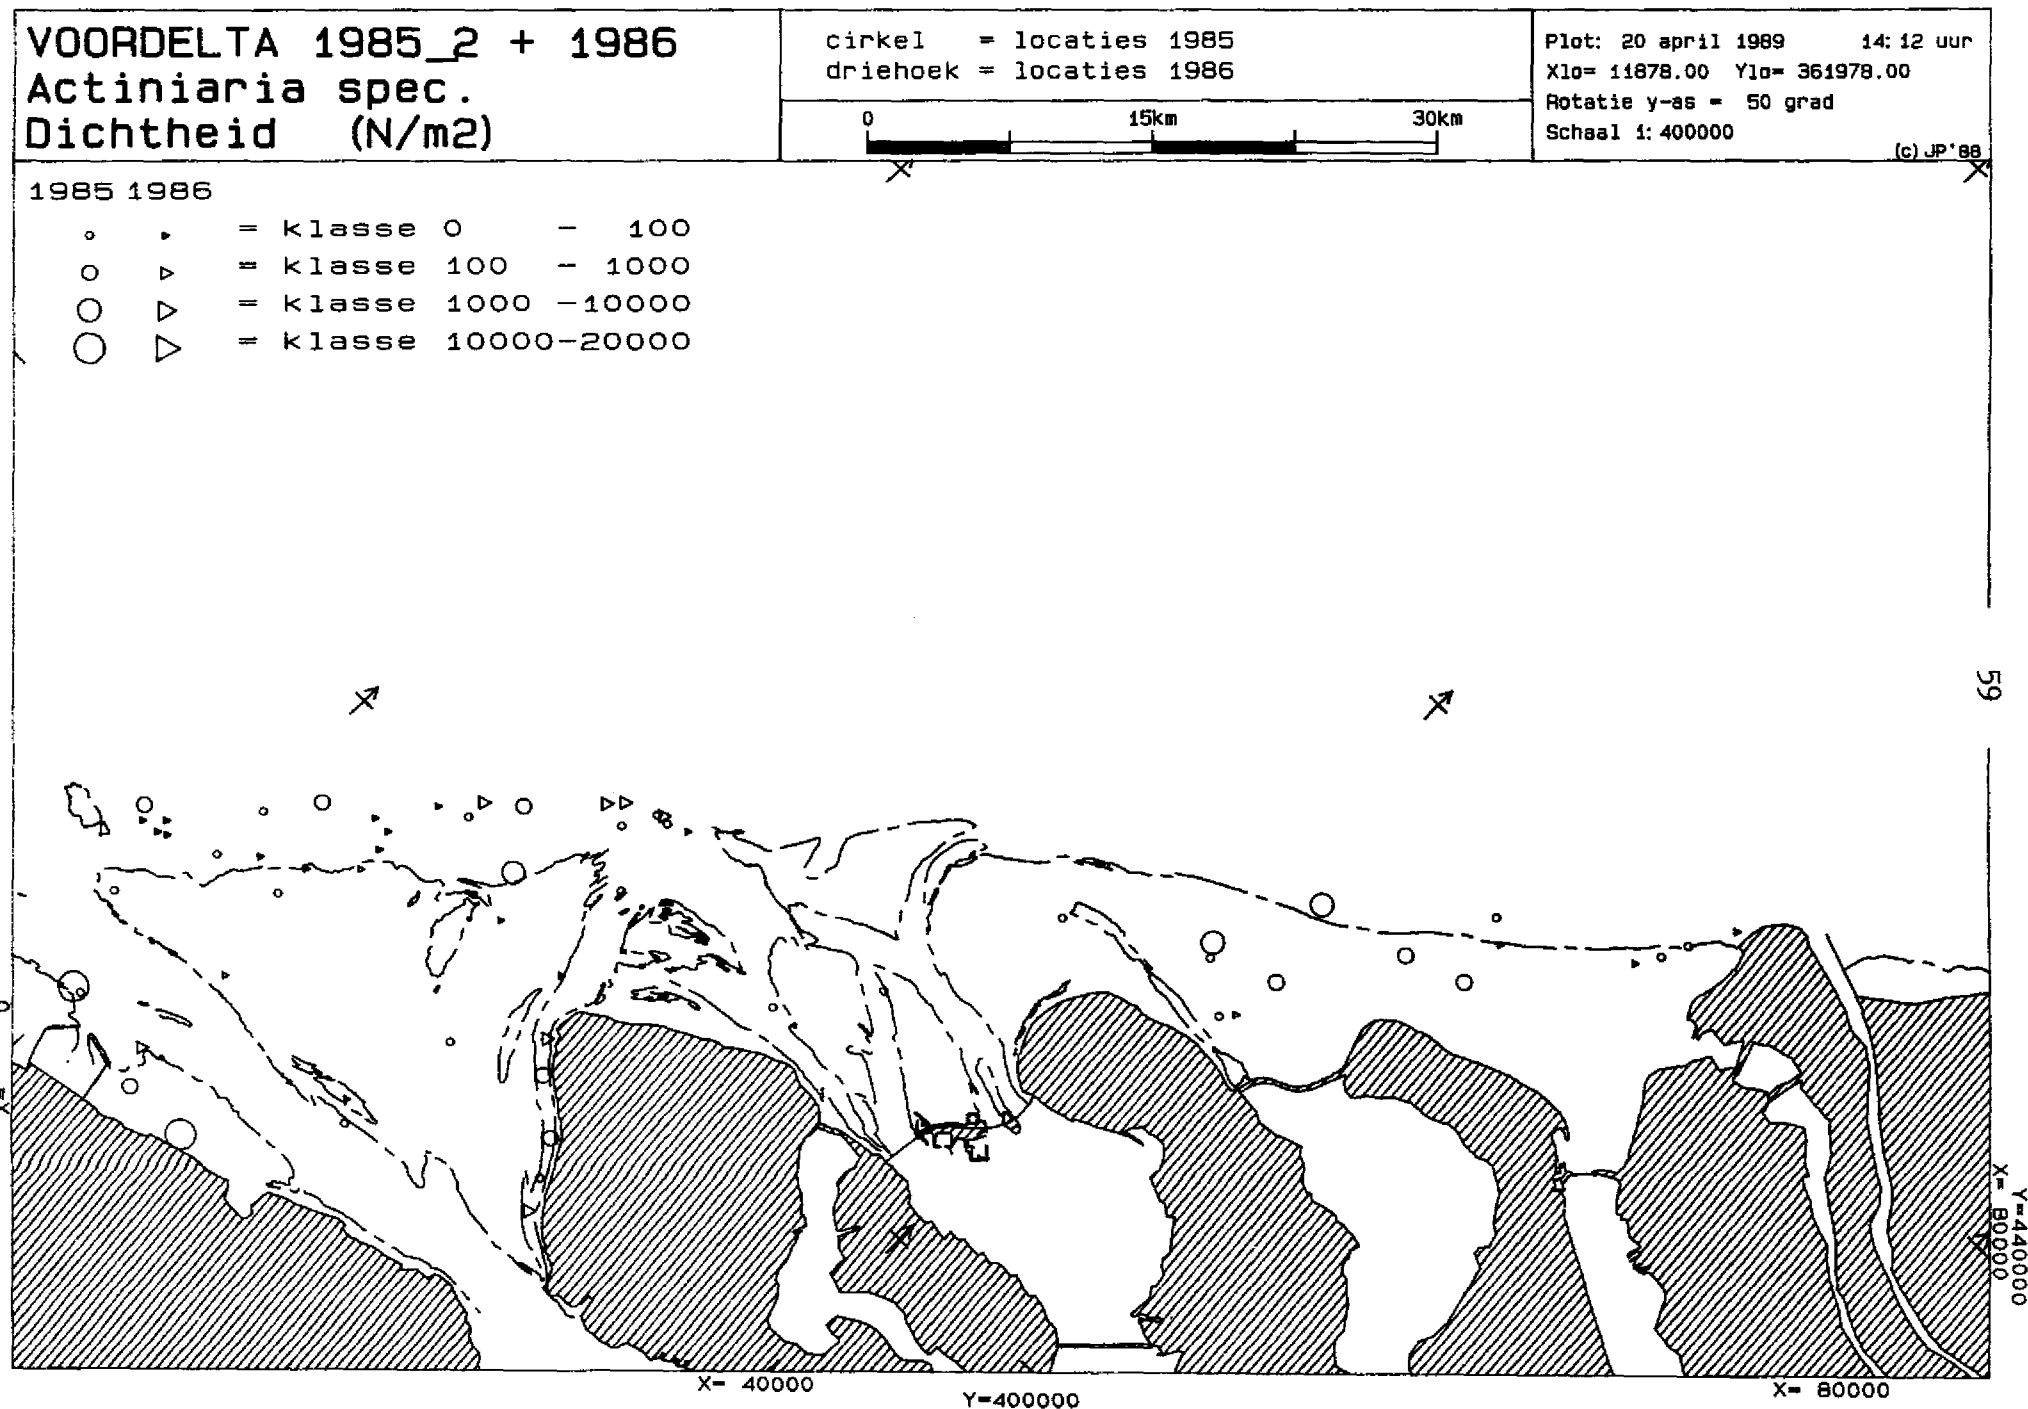 VOORDELTA 1985_2 + 1986
Actiniaria spec.
Dichtheid (N/m2)
cirkel = locaties 1985
driehoek = locaties 1986
0 15km 30km
Plot: 20 april 1989 14:12 uur
Xlo= 11878.00 Ylo= 361978.00
Rotatie y-as = 50 grad
Schaal 1:400000
(c) JP'88
1985 1986
= klasse 0 - 100
= klasse 100 - 1000
= klasse 1000 -10000
= klasse 10000-20000
59
Y=440000
X= 80000
X= 40000
Y=400000
X= 80000